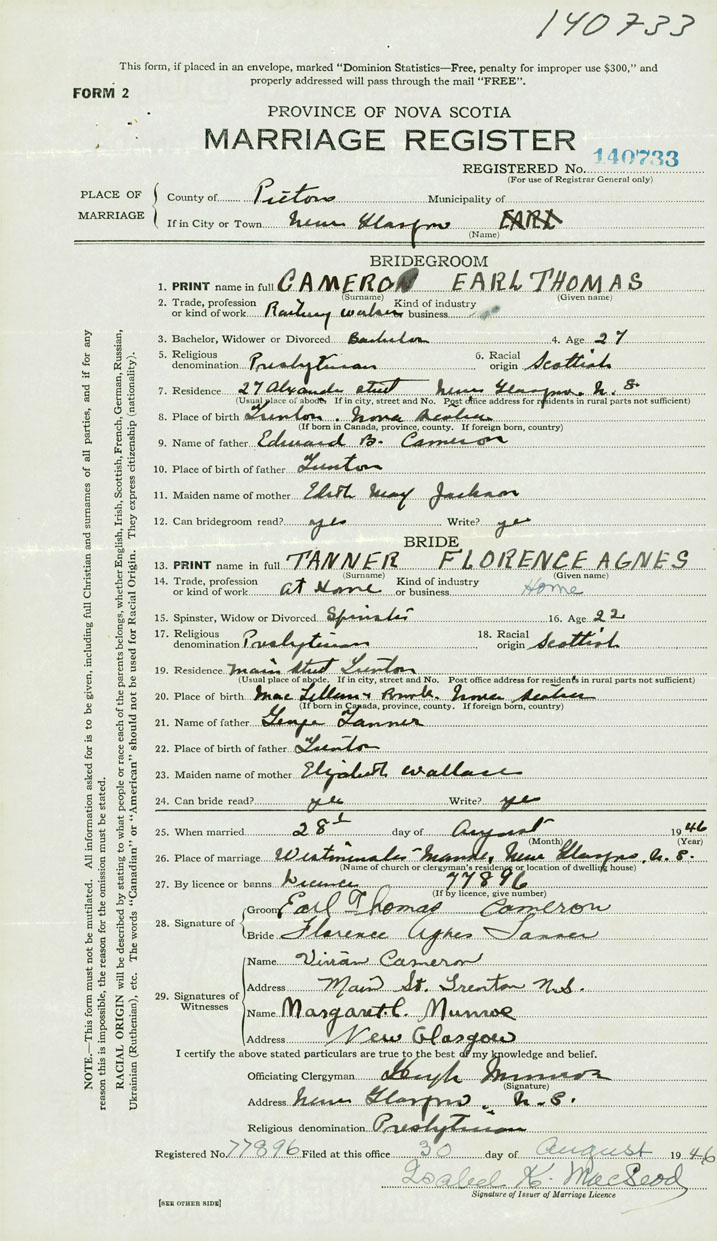 140733
This form, if placed in an envelope, marked "Dominion Statistics—Free, penalty for improper use $300," and
properly addressed will pass through the mail "FREE".
FORM 2
PROVINCE OF NOVA SCOTIA
MARRIAGE REGISTER
REGISTERED No. 140733
(For use of Registrar General only)
PLACE OF MARRIAGE
County of Pictou Municipality of
If in City or Town New Glasgow
(Name)
BRIDEGROOM
1. PRINT name in full CAMERON EARL THOMAS
(Surname) (Given name)
2. Trade, profession or kind of work Railway worker Kind of industry or business
3. Bachelor, Widower or Divorced Bachelor 4. Age 27
5. Religious denomination Presbyterian 6. Racial origin Scottish
7. Residence 27 Alexander street New Glasgow. N. S.
(Usual place of abode. If in city, street and No. Post office address for residents in rural parts not sufficient)
8. Place of birth Trenton. Nova Scotia
(If born in Canada, province, county. If foreign born, country)
9. Name of father Edward B. Cameron
10. Place of birth of father Trenton
11. Maiden name of mother Edith May Jackson
12. Can bridegroom read? yes Write? yes
BRIDE
13. PRINT name in full TANNER FLORENCE AGNES
(Surname) (Given name)
14. Trade, profession or kind of work at Home Kind of industry or business Home
15. Spinster, Widow or Divorced Spinster 16. Age 22
17. Religious denomination Presbyterian 18. Racial origin Scottish
19. Residence Main street Trenton
(Usual place of abode. If in city, street and No. Post office address for residents in rural parts not sufficient)
20. Place of birth Nova Scotia
(If born in Canada, province, county. If foreign born, country)
21. Name of father George Tanner
22. Place of birth of father Trenton
23. Maiden name of mother Elizabeth Wallace
24. Can bride read? yes Write? yes
25. When married 28th day of August 1946
(Month) (Year)
26. Place of marriage Westminster Manse, New Glasgow, N. S.
(Name of church or clergyman's residence or location of dwelling house)
27. By licence or banns Licence 77896
(If by licence, give number)
28. Signature of
Groom Earl Thomas Cameron
Bride Florence Agnes Tanner
29. Signatures of Witnesses
Name Vivian Cameron
Address Main St. Trenton N.S.
Name Margaret C. Munroe
Address New Glasgow
I certify the above stated particulars are true to the best of my knowledge and belief.
Officiating Clergyman Hugh Munroe
(Signature)
Address New Glasgow, N. S.
Religious denomination Presbyterian
Registered No. 77896 Filed at this office 30 day of August 1946
Isabel K. MacLeod
Signature of Issuer of Marriage Licence
[SEE OTHER SIDE]
NOTE.—This form must not be mutilated. All information asked for is to be given, including full Christian and surnames of all parties, and if for any
reason this is impossible, the reason for the omission must be stated.
RACIAL ORIGIN will be described by stating to what people or race each of the parents belongs, whether English, Irish, Scottish, French, German, Russian,
Ukrainian (Ruthenian), etc. The words "Canadian" or "American" should not be used for Racial Origin. They express citizenship (nationality).